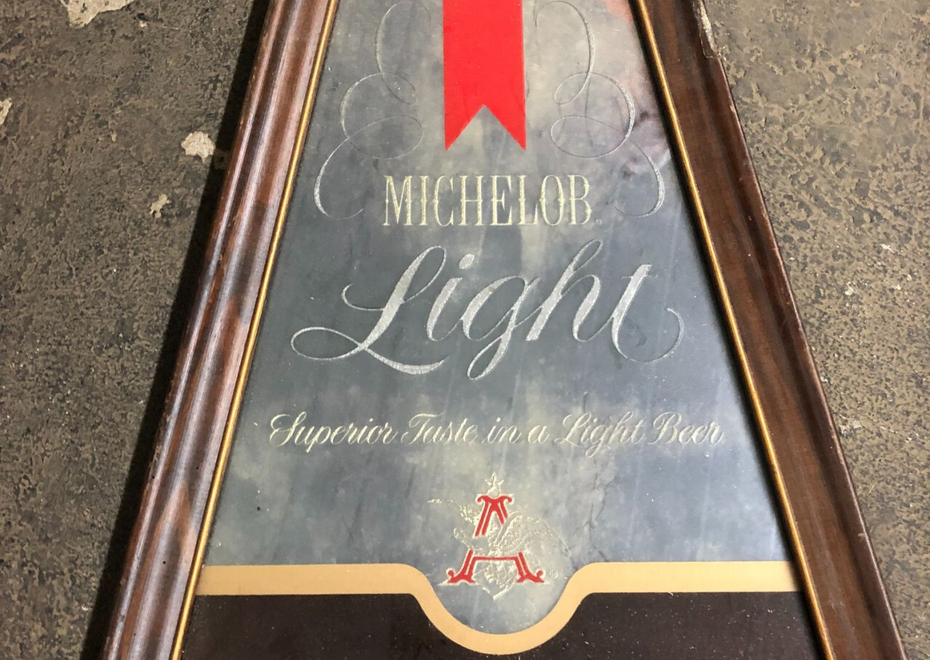 MICHELOB
Light
Superior Taste in a Light Beer
A